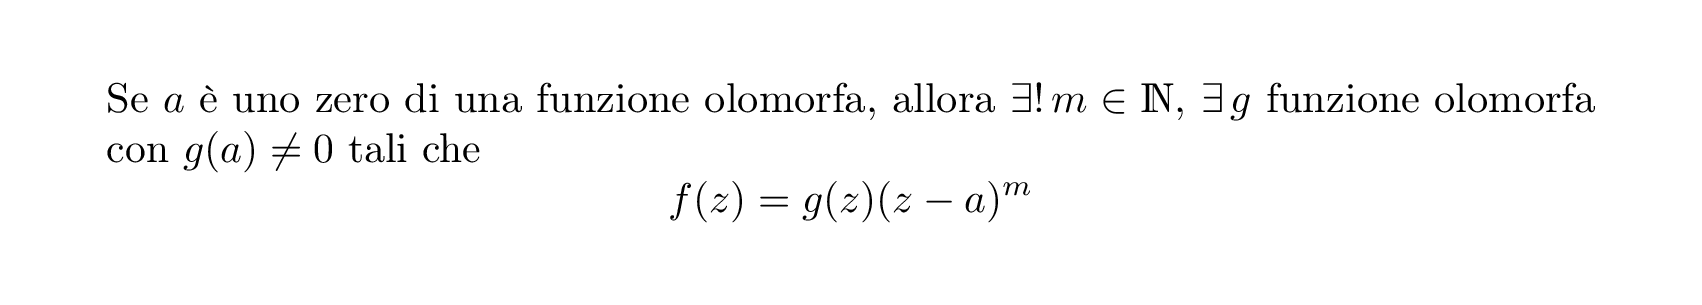 Se a è uno zero di una funzione olomorfa, allora ∃! m ∈ ℕ, ∃ g funzione olomorfa
con g(a) ≠ 0 tali che
f(z) = g(z)(z − a)^m